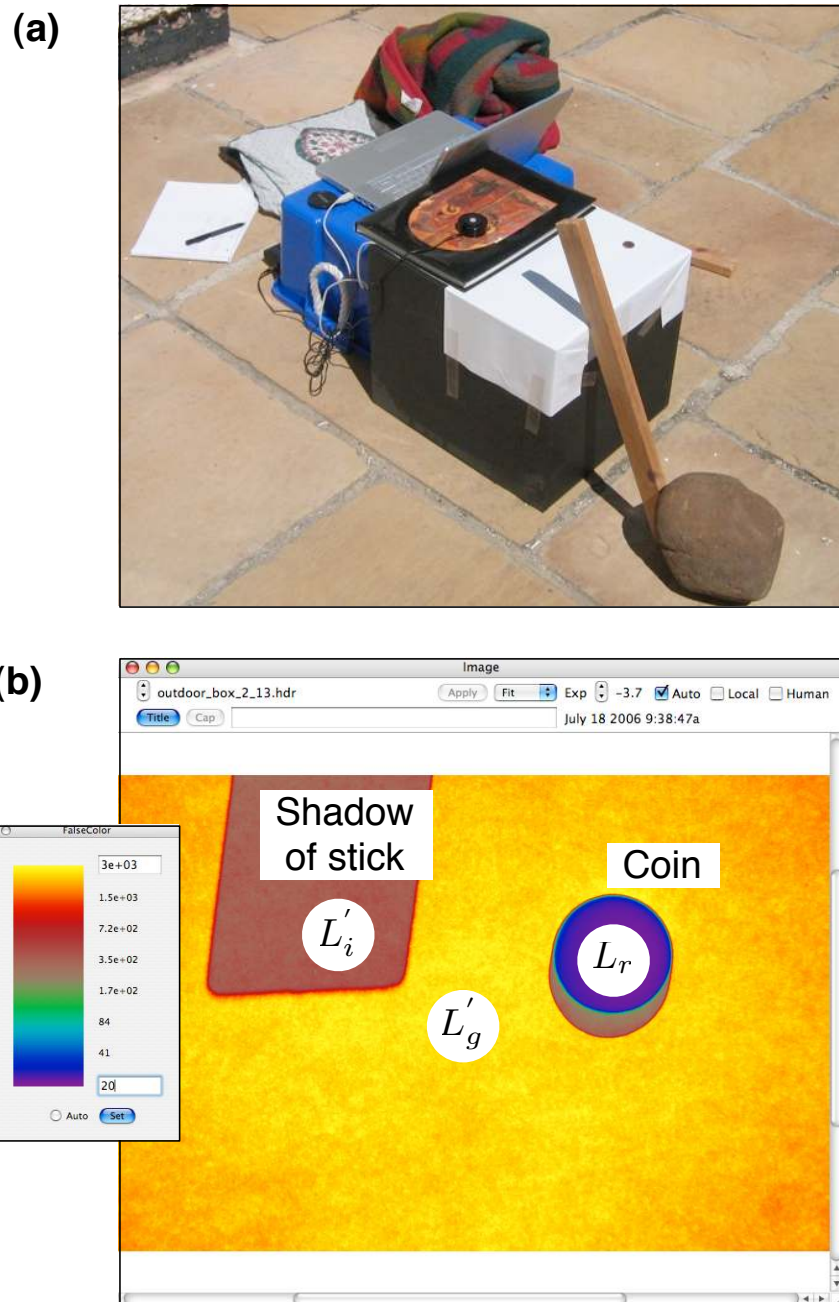 (a)
(b)
Image
outdoor_box_2_13.hdr
Apply
Fit
Exp
-3.7
Auto
Local
Human
Title
Cap
July 18 2006 9:38:47a
FalseColor
3e+03
1.5e+03
7.2e+02
3.5e+02
1.7e+02
84
41
20
Auto
Set
Shadow
of stick
L'i
Coin
Lr
L'g